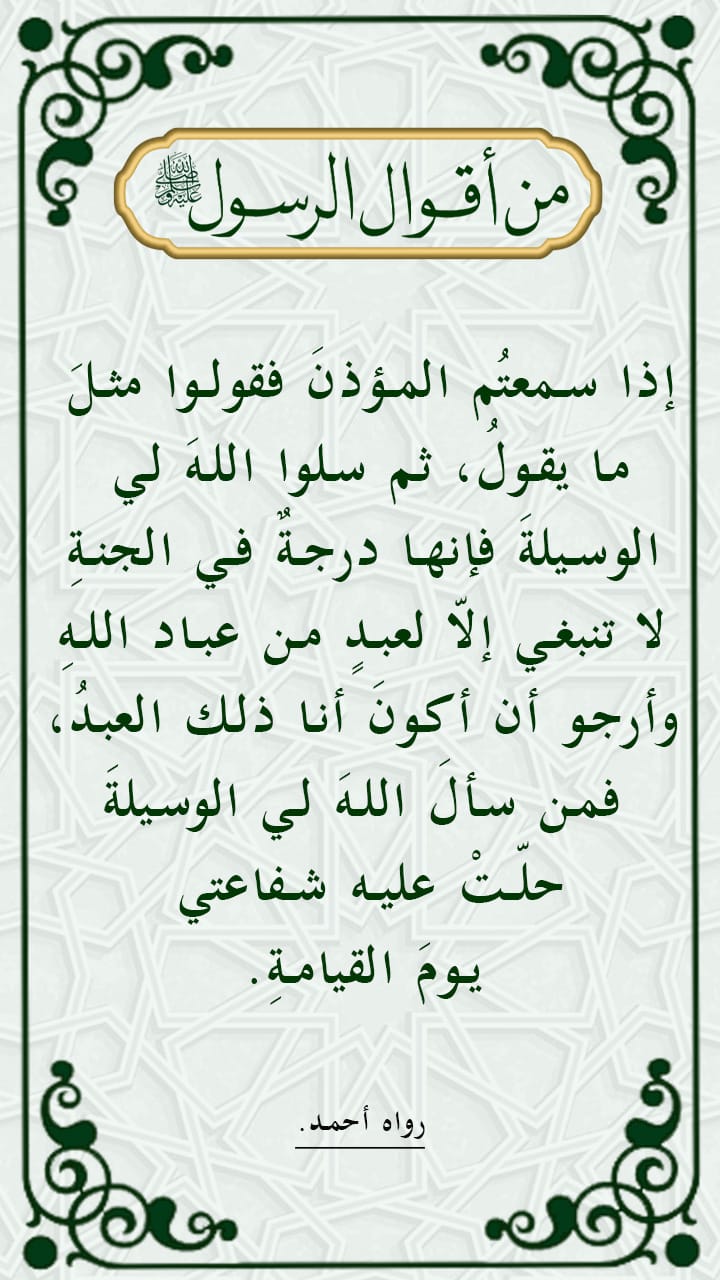 من أقوال الرسول ﷺ
إذا سمعتُم المؤذنَ فقولوا مثلَ
ما يقولُ، ثم سلوا اللهَ لي
الوسيلةَ فإنها درجةٌ في الجنةِ
لا تنبغي إلّا لعبدٍ من عباد اللهِ
وأرجو أن أكونَ أنا ذلك العبدُ،
فمن سألَ اللهَ لي الوسيلةَ
حلّتْ عليه شفاعتي
يومَ القيامةِ.
رواه أحمد.